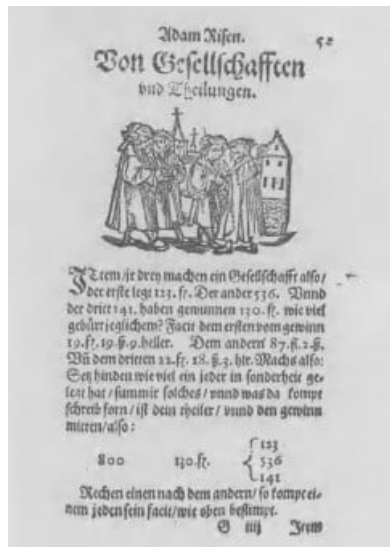 Adam Risen. 52
Von Gesellschafften
vnd Theilungen.
ITem/ir drey machen ein Gesellschafft also/
der erste legt 123. fl. Der ander 536. Vnnd
der drit 141. haben gewunnen 130. fl. wie viel
gebürt jeglichem? Facit dem ersten vom gewinn
19. fl. 19. ß. 9. heller. Dem andern 87. fl. 2. ß.
Vñ dem dritten 22. fl. 18. ß. 3. hlr. Machs also:
Setz hinden wie viel ein jeder in sonderheit ge-
legt hat/ summir solches/ vnnd was da kompt
schreib forn/ ist dein theiler/ vnnd den gewinn
mitten/also:
123
800 130. fl. 536
141
Rechen einen nach dem andern/ so kompt ei-
nem jeden sein facit/wie oben bestimpt.
G iiij Item